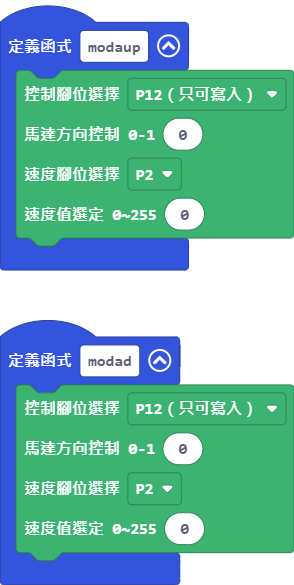 定義函式 modaup
控制腳位選擇 P12（只可寫入）
馬達方向控制 0-1 0
速度腳位選擇 P2
速度值選定 0~255 0
定義函式 modad
控制腳位選擇 P12（只可寫入）
馬達方向控制 0-1 0
速度腳位選擇 P2
速度值選定 0~255 0